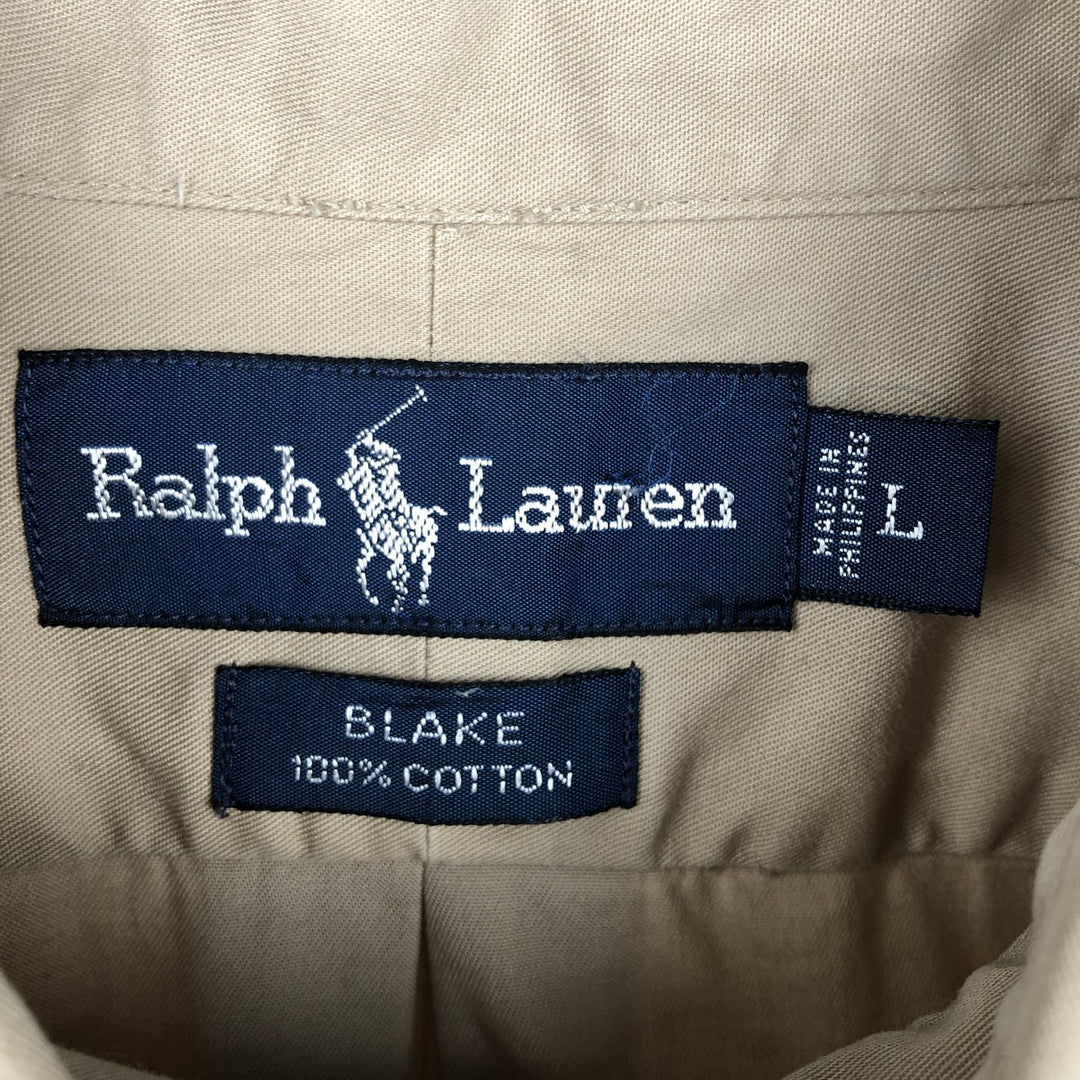 Ralph Lauren
MADE IN
PHILIPPINES
L
BLAKE
100% COTTON